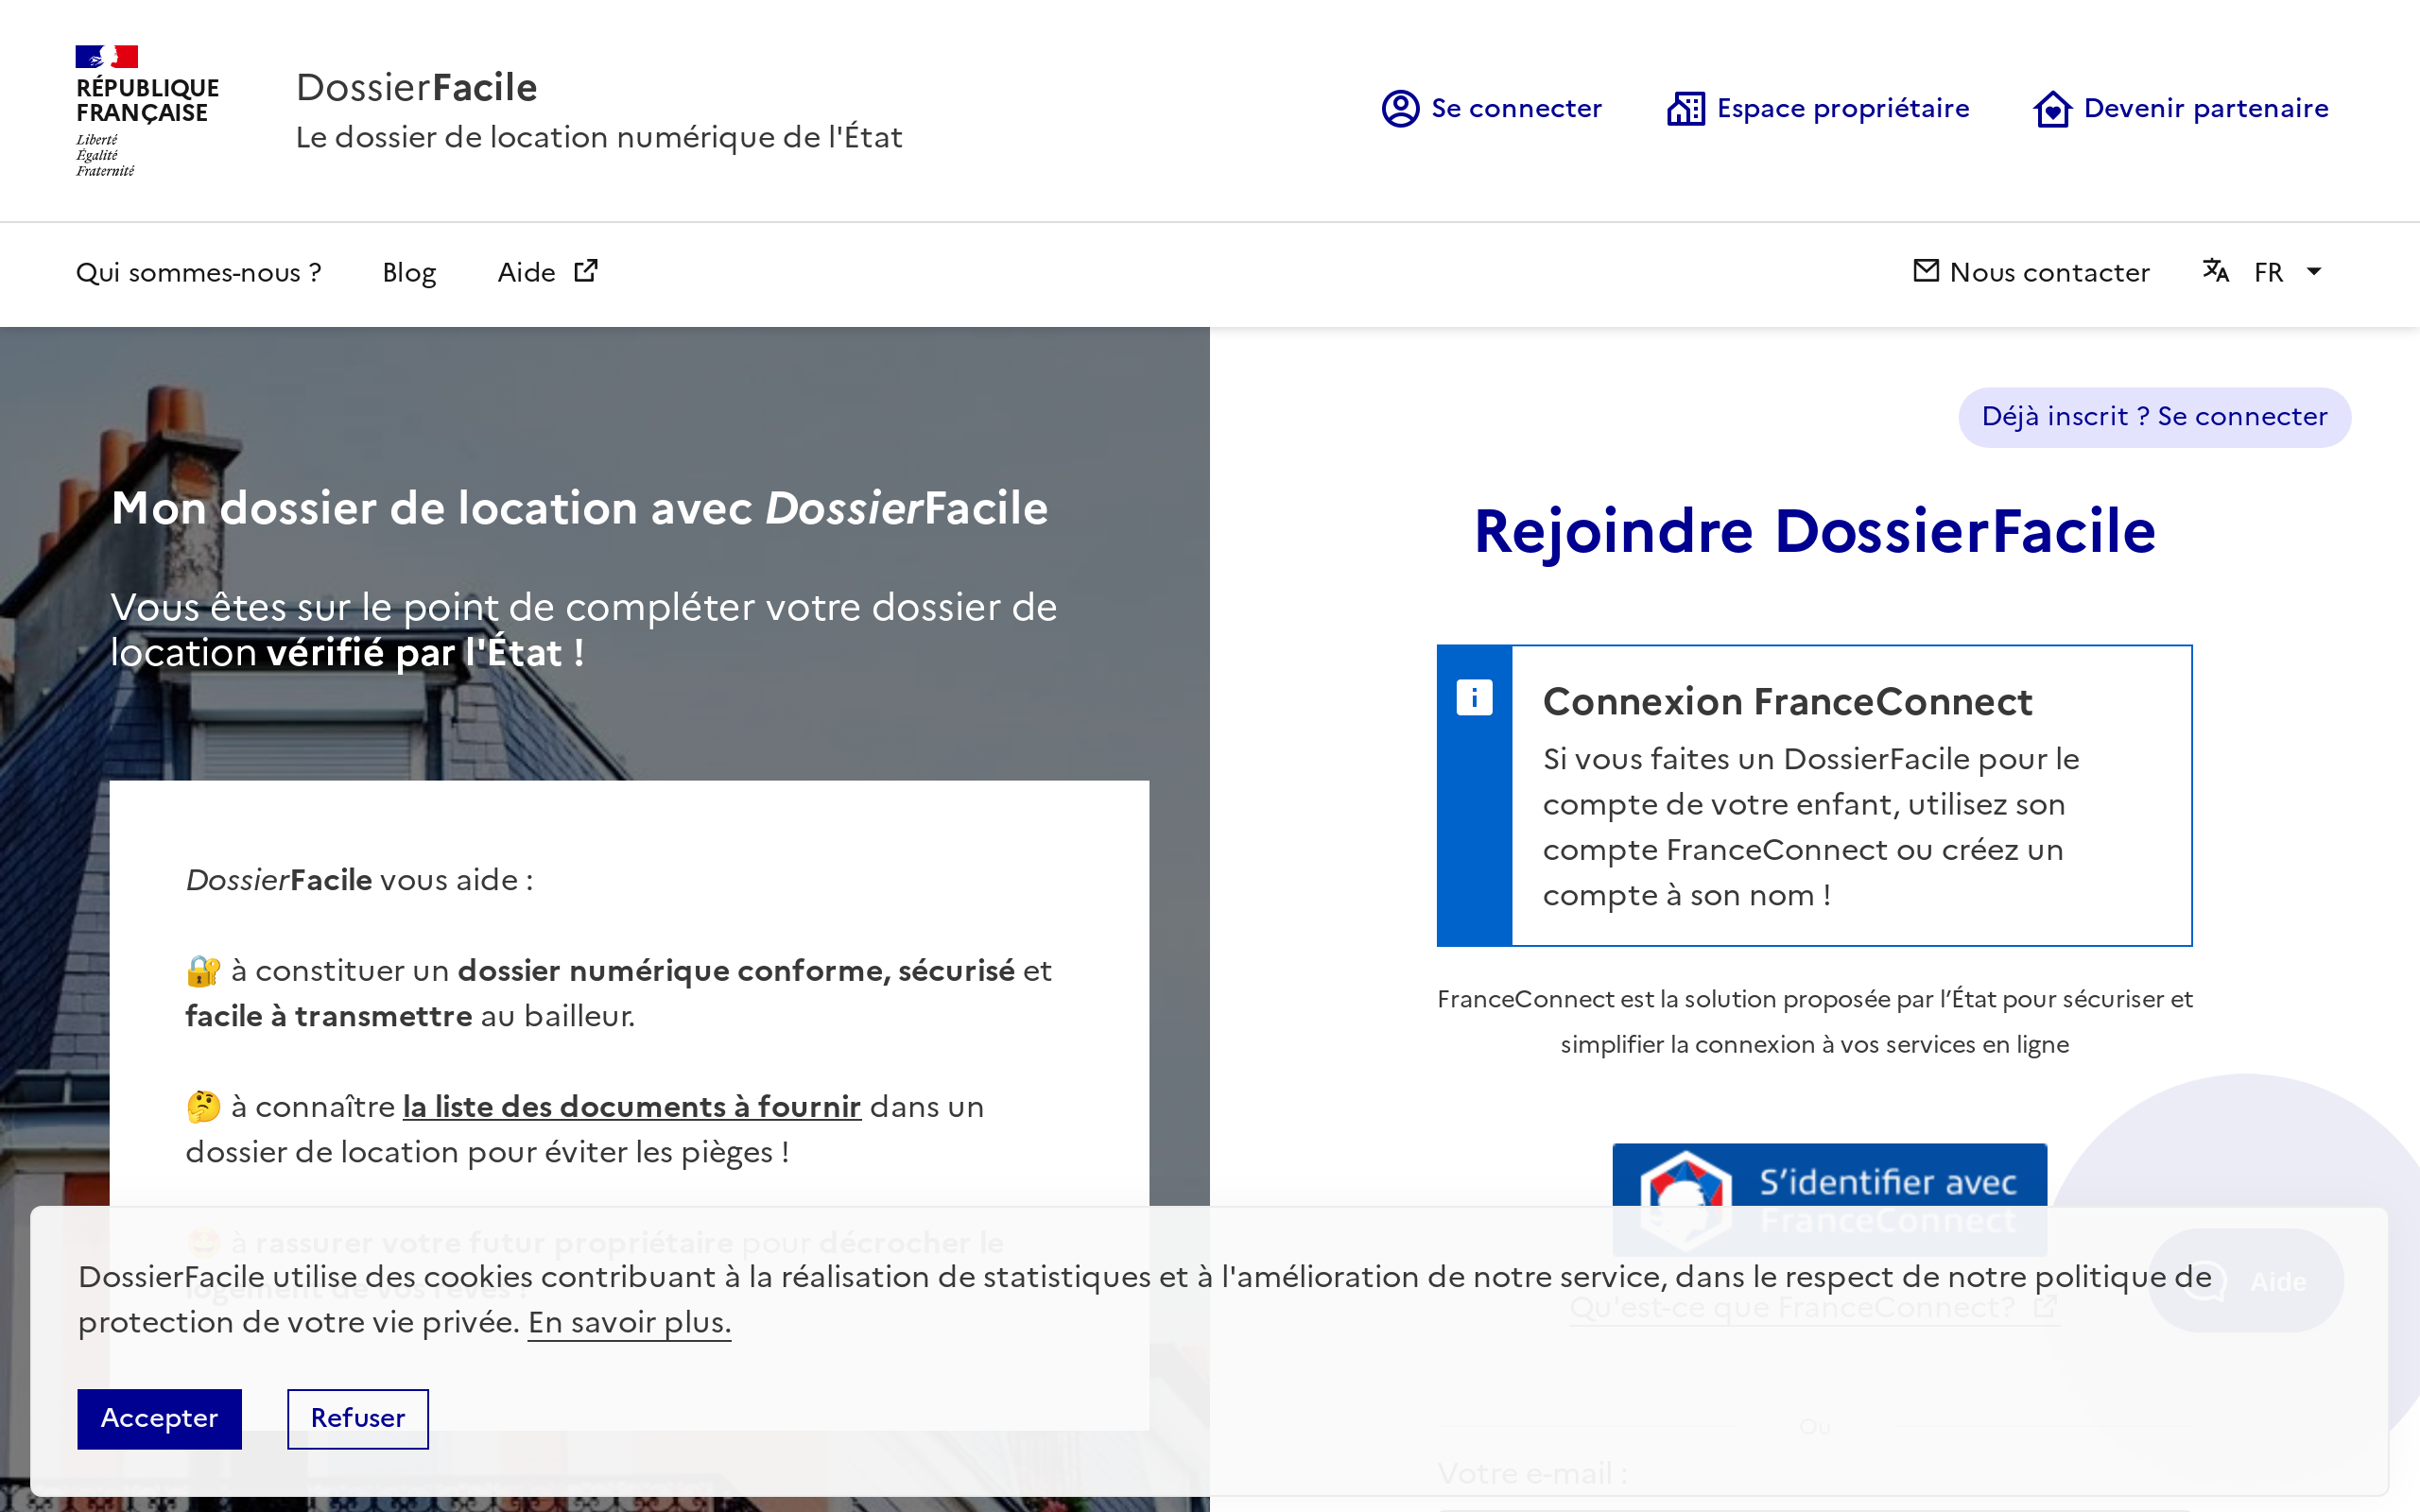 RÉPUBLIQUE
FRANÇAISE
Liberté
Égalité
Fraternité
DossierFacile
Le dossier de location numérique de l'État
Se connecter
Espace propriétaire
Devenir partenaire
Qui sommes-nous ?
Blog
Aide
Nous contacter
FR
Mon dossier de location avec DossierFacile
Vous êtes sur le point de compléter votre dossier de
location vérifié par l'État !
DossierFacile vous aide :
🔐 à constituer un dossier numérique conforme, sécurisé et
facile à transmettre au bailleur.
🤔 à connaître la liste des documents à fournir dans un
dossier de location pour éviter les pièges !
🤩 à rassurer votre futur propriétaire pour décrocher le
logement de vos rêves !
Déjà inscrit ? Se connecter
Rejoindre DossierFacile
Connexion FranceConnect
Si vous faites un DossierFacile pour le
compte de votre enfant, utilisez son
compte FranceConnect ou créez un
compte à son nom !
FranceConnect est la solution proposée par l’État pour sécuriser et
simplifier la connexion à vos services en ligne
S’identifier avec
FranceConnect
Qu'est-ce que FranceConnect?
Aide
Ou
Votre e-mail :
DossierFacile utilise des cookies contribuant à la réalisation de statistiques et à l'amélioration de notre service, dans le respect de notre politique de
protection de votre vie privée. En savoir plus.
Accepter
Refuser